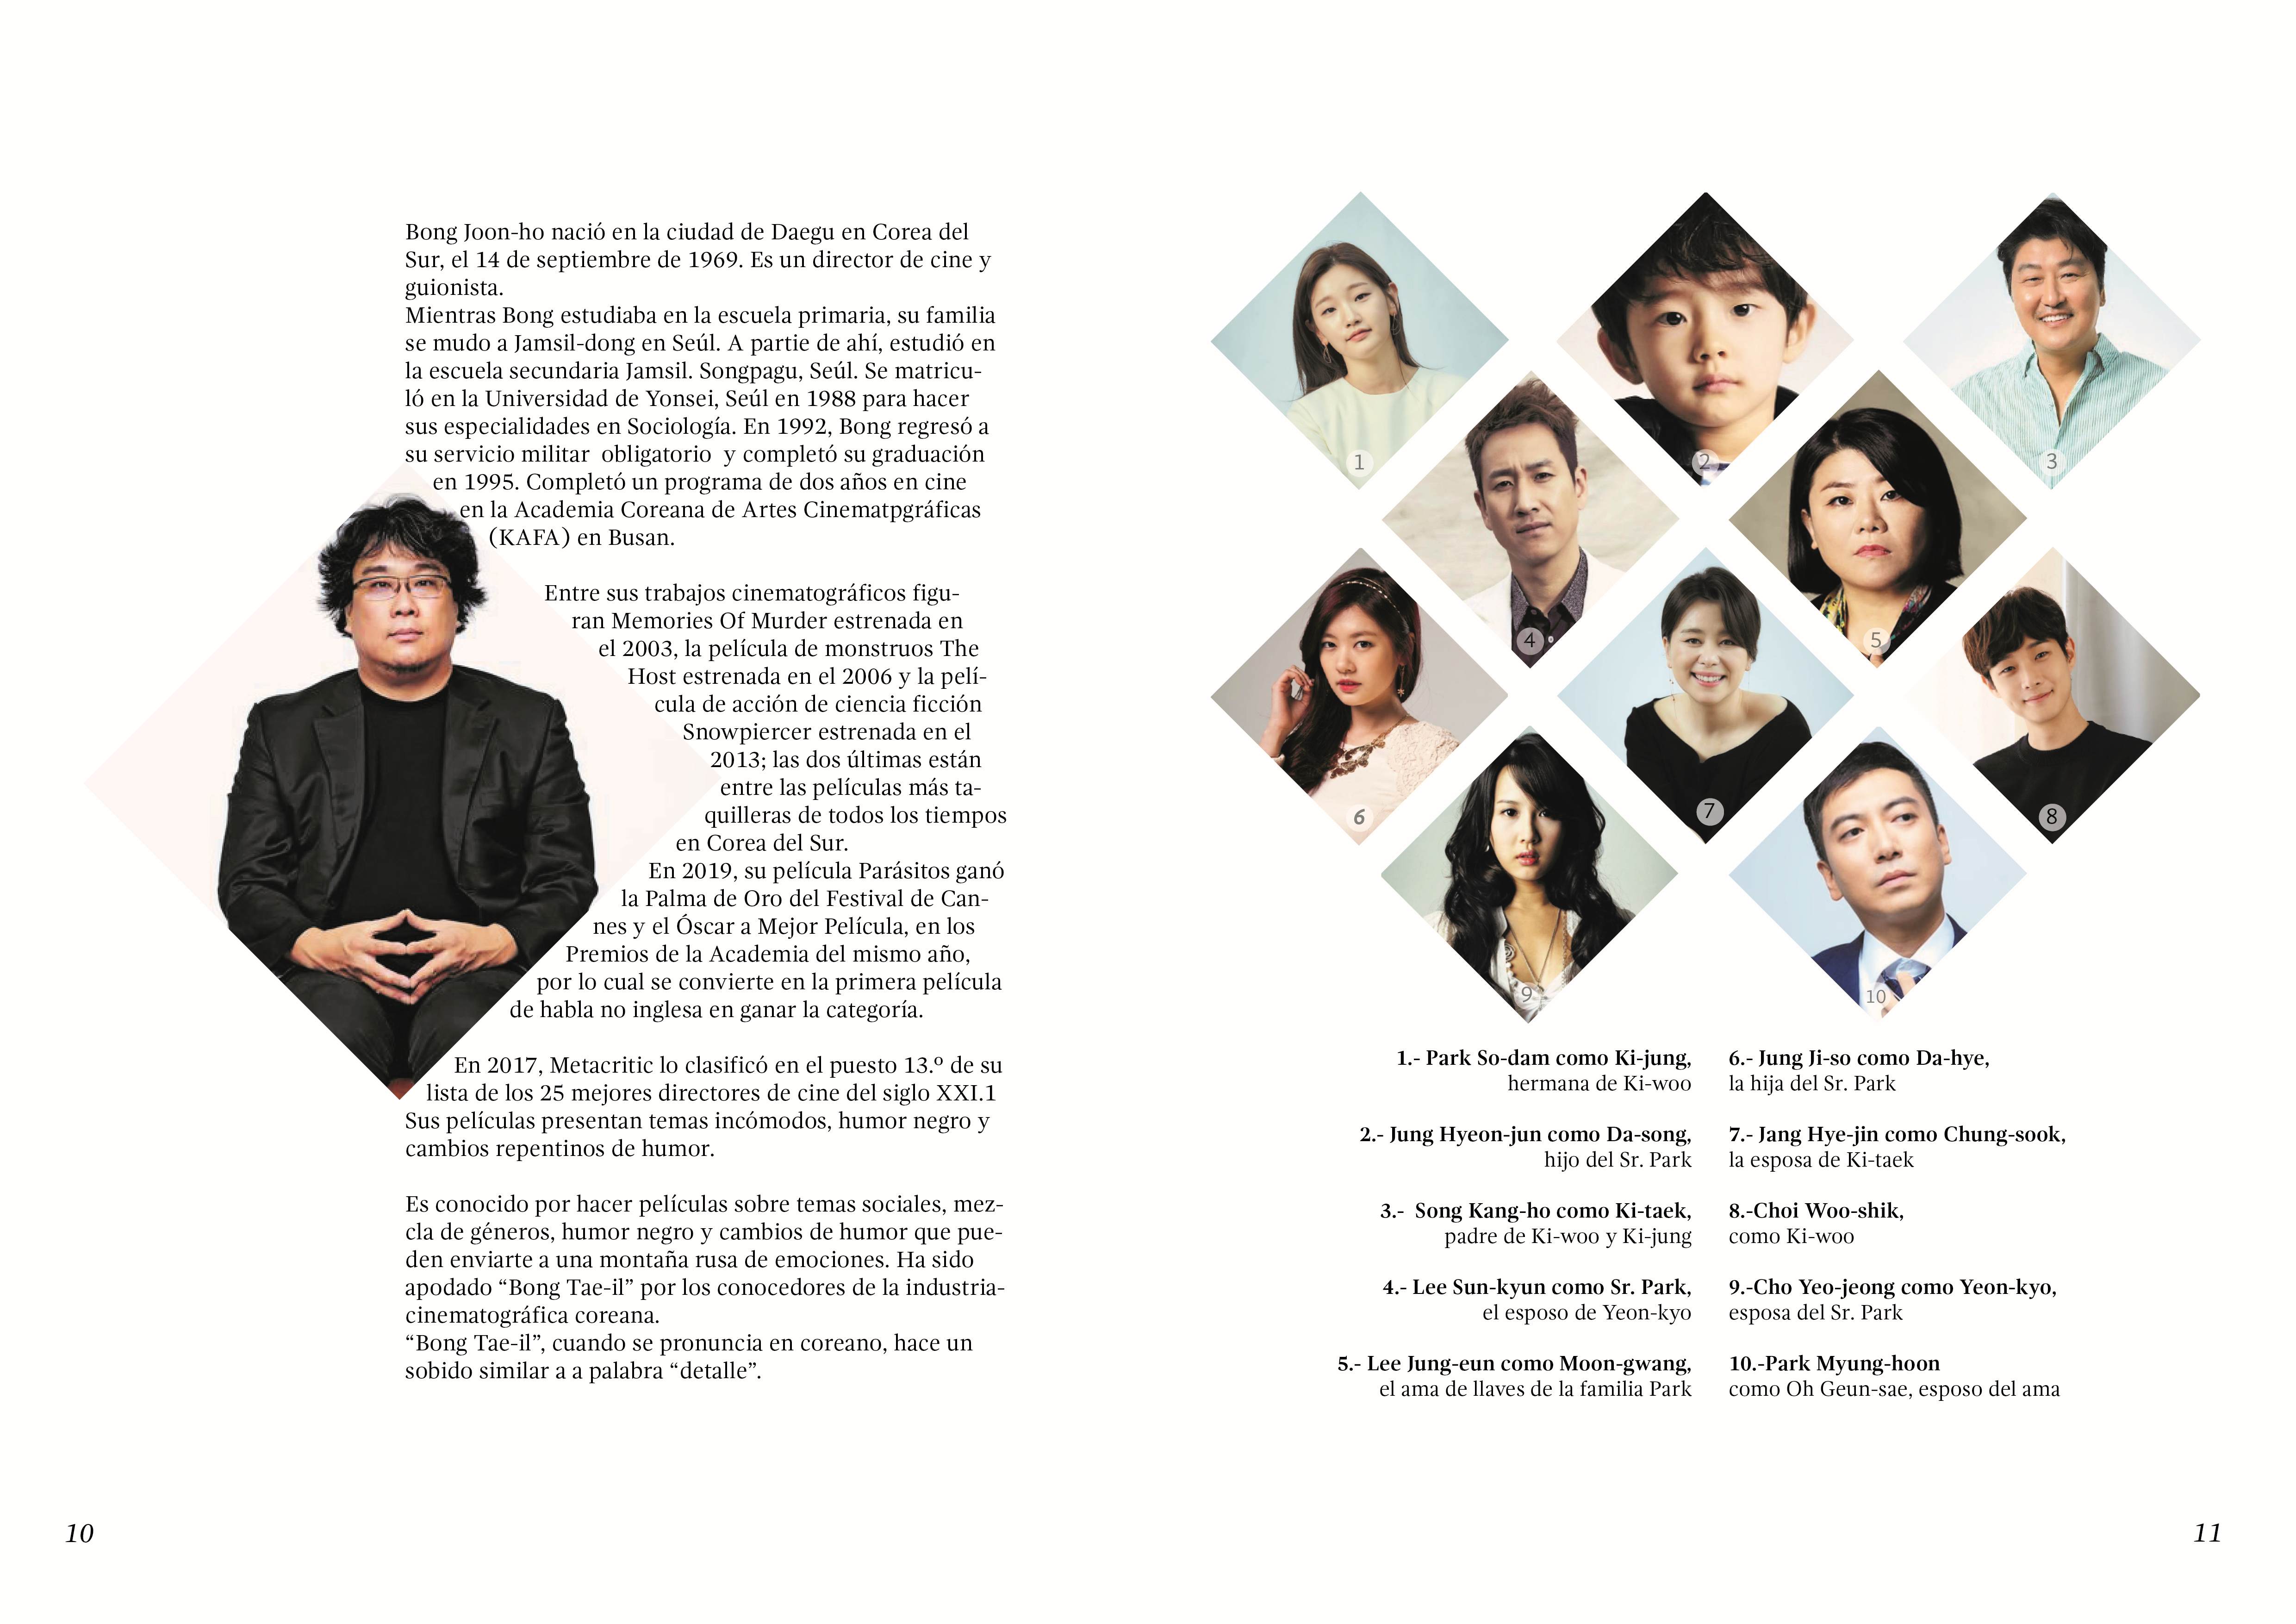 Bong Joon-ho nació en la ciudad de Daegu en Corea del
Sur, el 14 de septiembre de 1969. Es un director de cine y
guionista.
Mientras Bong estudiaba en la escuela primaria, su familia
se mudo a Jamsil-dong en Seúl. A partie de ahí, estudió en
la escuela secundaria Jamsil. Songpagu, Seúl. Se matricu-
ló en la Universidad de Yonsei, Seúl en 1988 para hacer
sus especialidades en Sociología. En 1992, Bong regresó a
su servicio militar  obligatorio  y completó su graduación
en 1995. Completó un programa de dos años en cine
en la Academia Coreana de Artes Cinematpgráficas
(KAFA) en Busan.
Entre sus trabajos cinematográficos figu-
ran Memories Of Murder estrenada en
el 2003, la película de monstruos The
Host estrenada en el 2006 y la pelí-
cula de acción de ciencia ficción
Snowpiercer estrenada en el
2013; las dos últimas están
entre las películas más ta-
quilleras de todos los tiempos
en Corea del Sur.
En 2019, su película Parásitos ganó
la Palma de Oro del Festival de Can-
nes y el Óscar a Mejor Película, en los
Premios de la Academia del mismo año,
por lo cual se convierte en la primera película
de habla no inglesa en ganar la categoría.
En 2017, Metacritic lo clasificó en el puesto 13.º de su
lista de los 25 mejores directores de cine del siglo XXI.1
Sus películas presentan temas incómodos, humor negro y
cambios repentinos de humor.
Es conocido por hacer películas sobre temas sociales, mez-
cla de géneros, humor negro y cambios de humor que pue-
den enviarte a una montaña rusa de emociones. Ha sido
apodado “Bong Tae-il” por los conocedores de la industria-
cinematográfica coreana.
“Bong Tae-il”, cuando se pronuncia en coreano, hace un
sobido similar a a palabra “detalle”.
10
1
2
3
4
5
6
7
8
9
10
1.- Park So-dam como Ki-jung,
hermana de Ki-woo
2.- Jung Hyeon-jun como Da-song,
hijo del Sr. Park
3.-  Song Kang-ho como Ki-taek,
padre de Ki-woo y Ki-jung
4.- Lee Sun-kyun como Sr. Park,
el esposo de Yeon-kyo
5.- Lee Jung-eun como Moon-gwang,
el ama de llaves de la familia Park
6.- Jung Ji-so como Da-hye,
la hija del Sr. Park
7.- Jang Hye-jin como Chung-sook,
la esposa de Ki-taek
8.-Choi Woo-shik,
como Ki-woo
9.-Cho Yeo-jeong como Yeon-kyo,
esposa del Sr. Park
10.-Park Myung-hoon
como Oh Geun-sae, esposo del ama
11